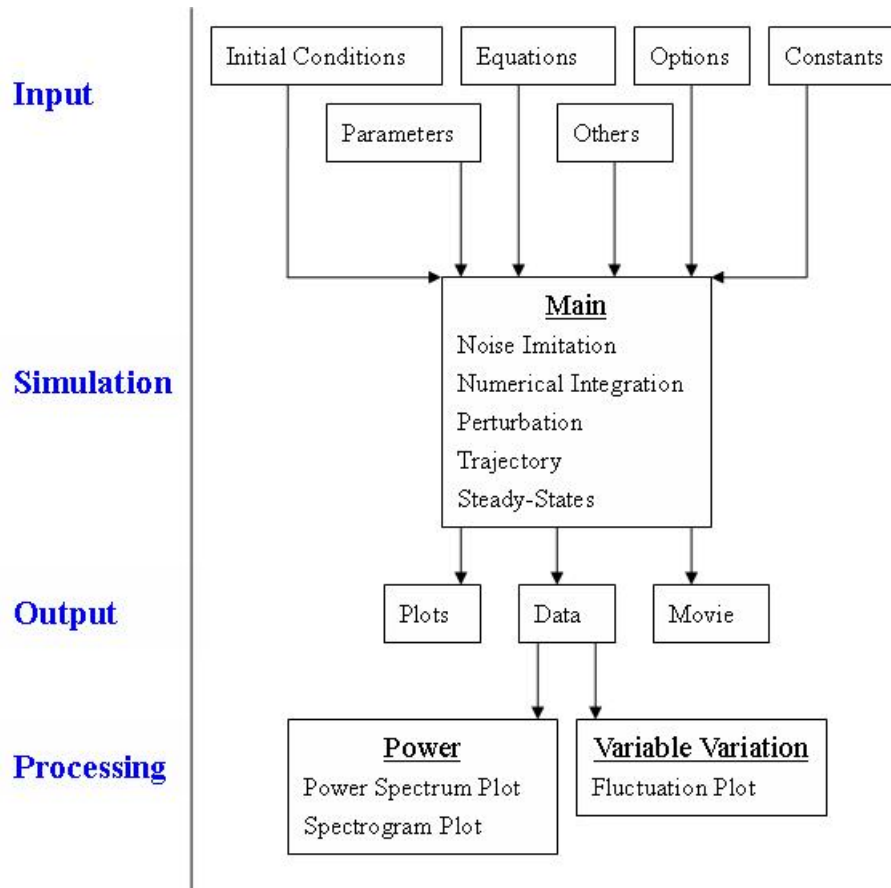 Input
Initial Conditions
Equations
Options
Constants
Parameters
Others
Simulation
Main
Noise Imitation
Numerical Integration
Perturbation
Trajectory
Steady-States
Output
Plots
Data
Movie
Processing
Power
Power Spectrum Plot
Spectrogram Plot
Variable Variation
Fluctuation Plot